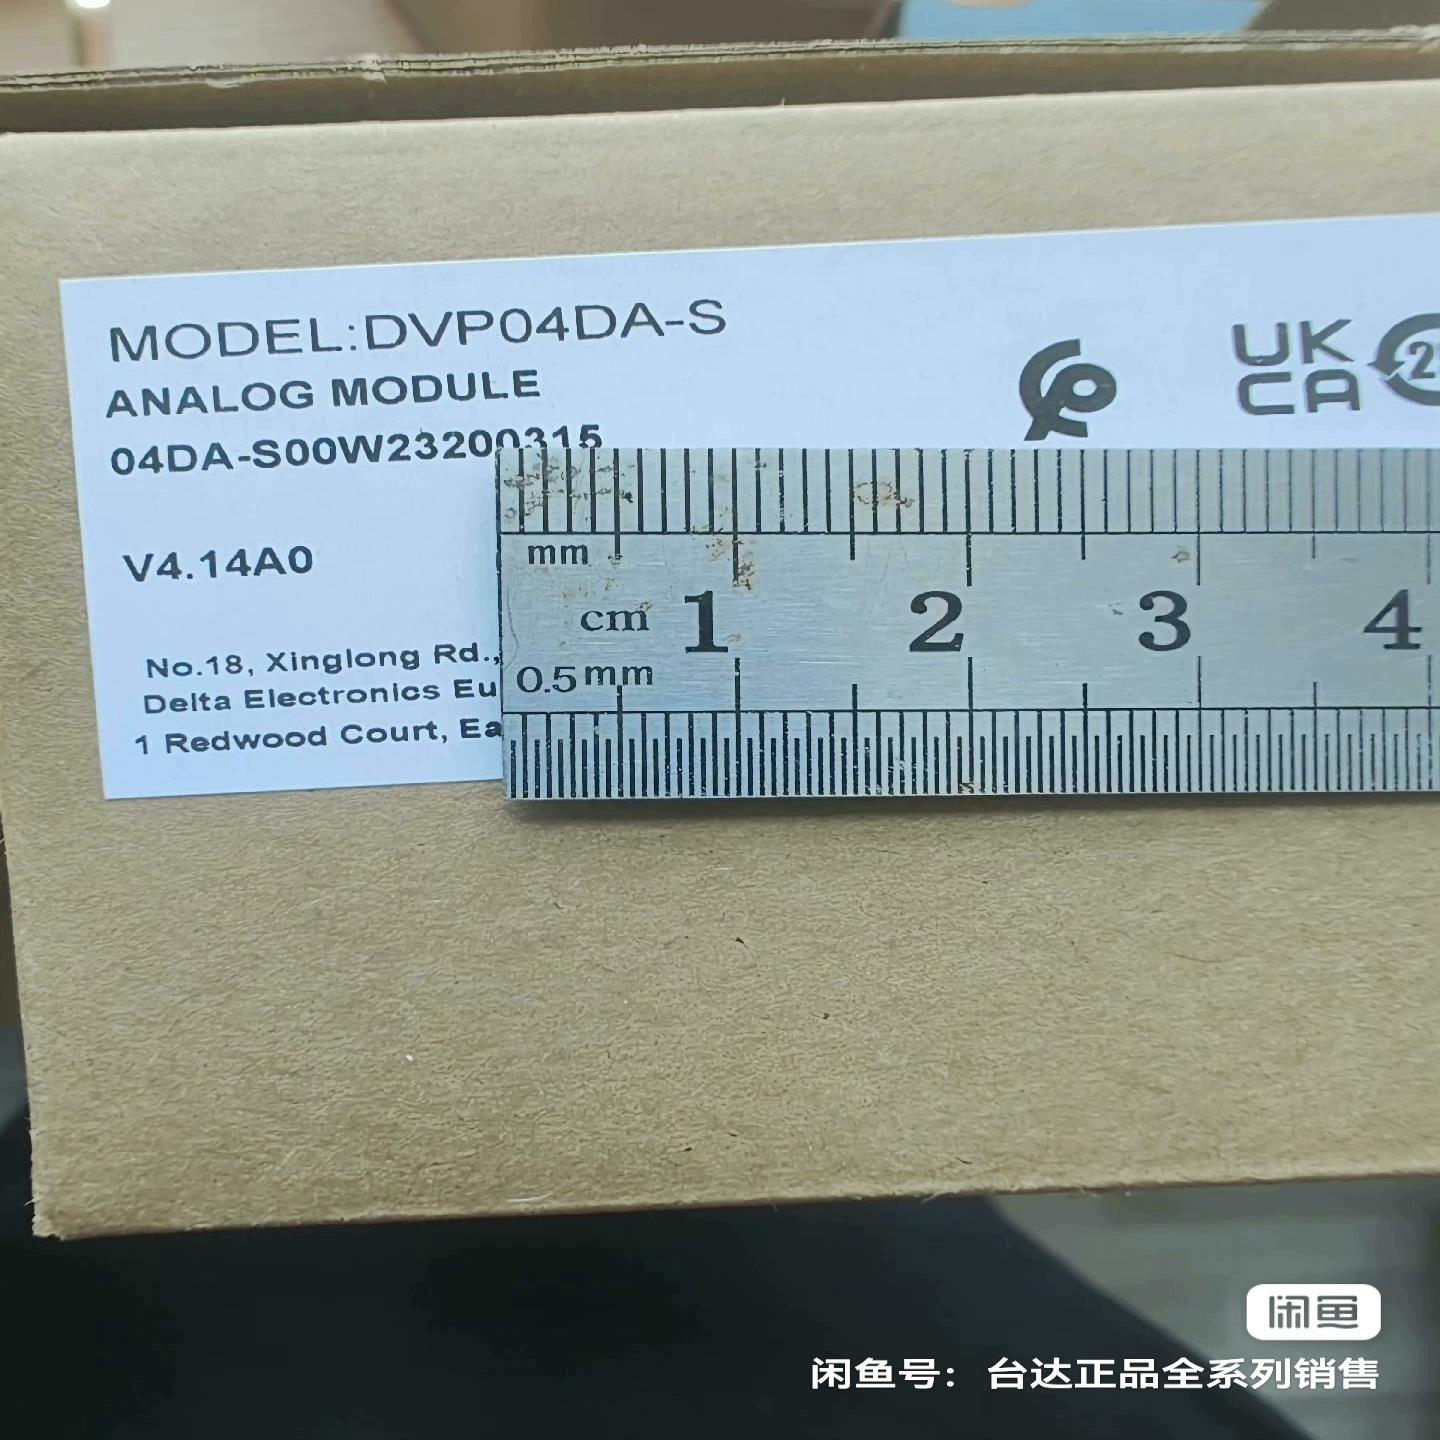 MODEL:DVP04DA-S
ANALOG MODULE
04DA-S00W23200315
V4.14A0
No.18, Xinglong Rd.,
Delta Electronics Eu
1 Redwood Court, Ea
UK
CA
2
mm
cm 1 2 3 4
0.5mm
闲鱼
闲鱼号：台达正品全系列销售